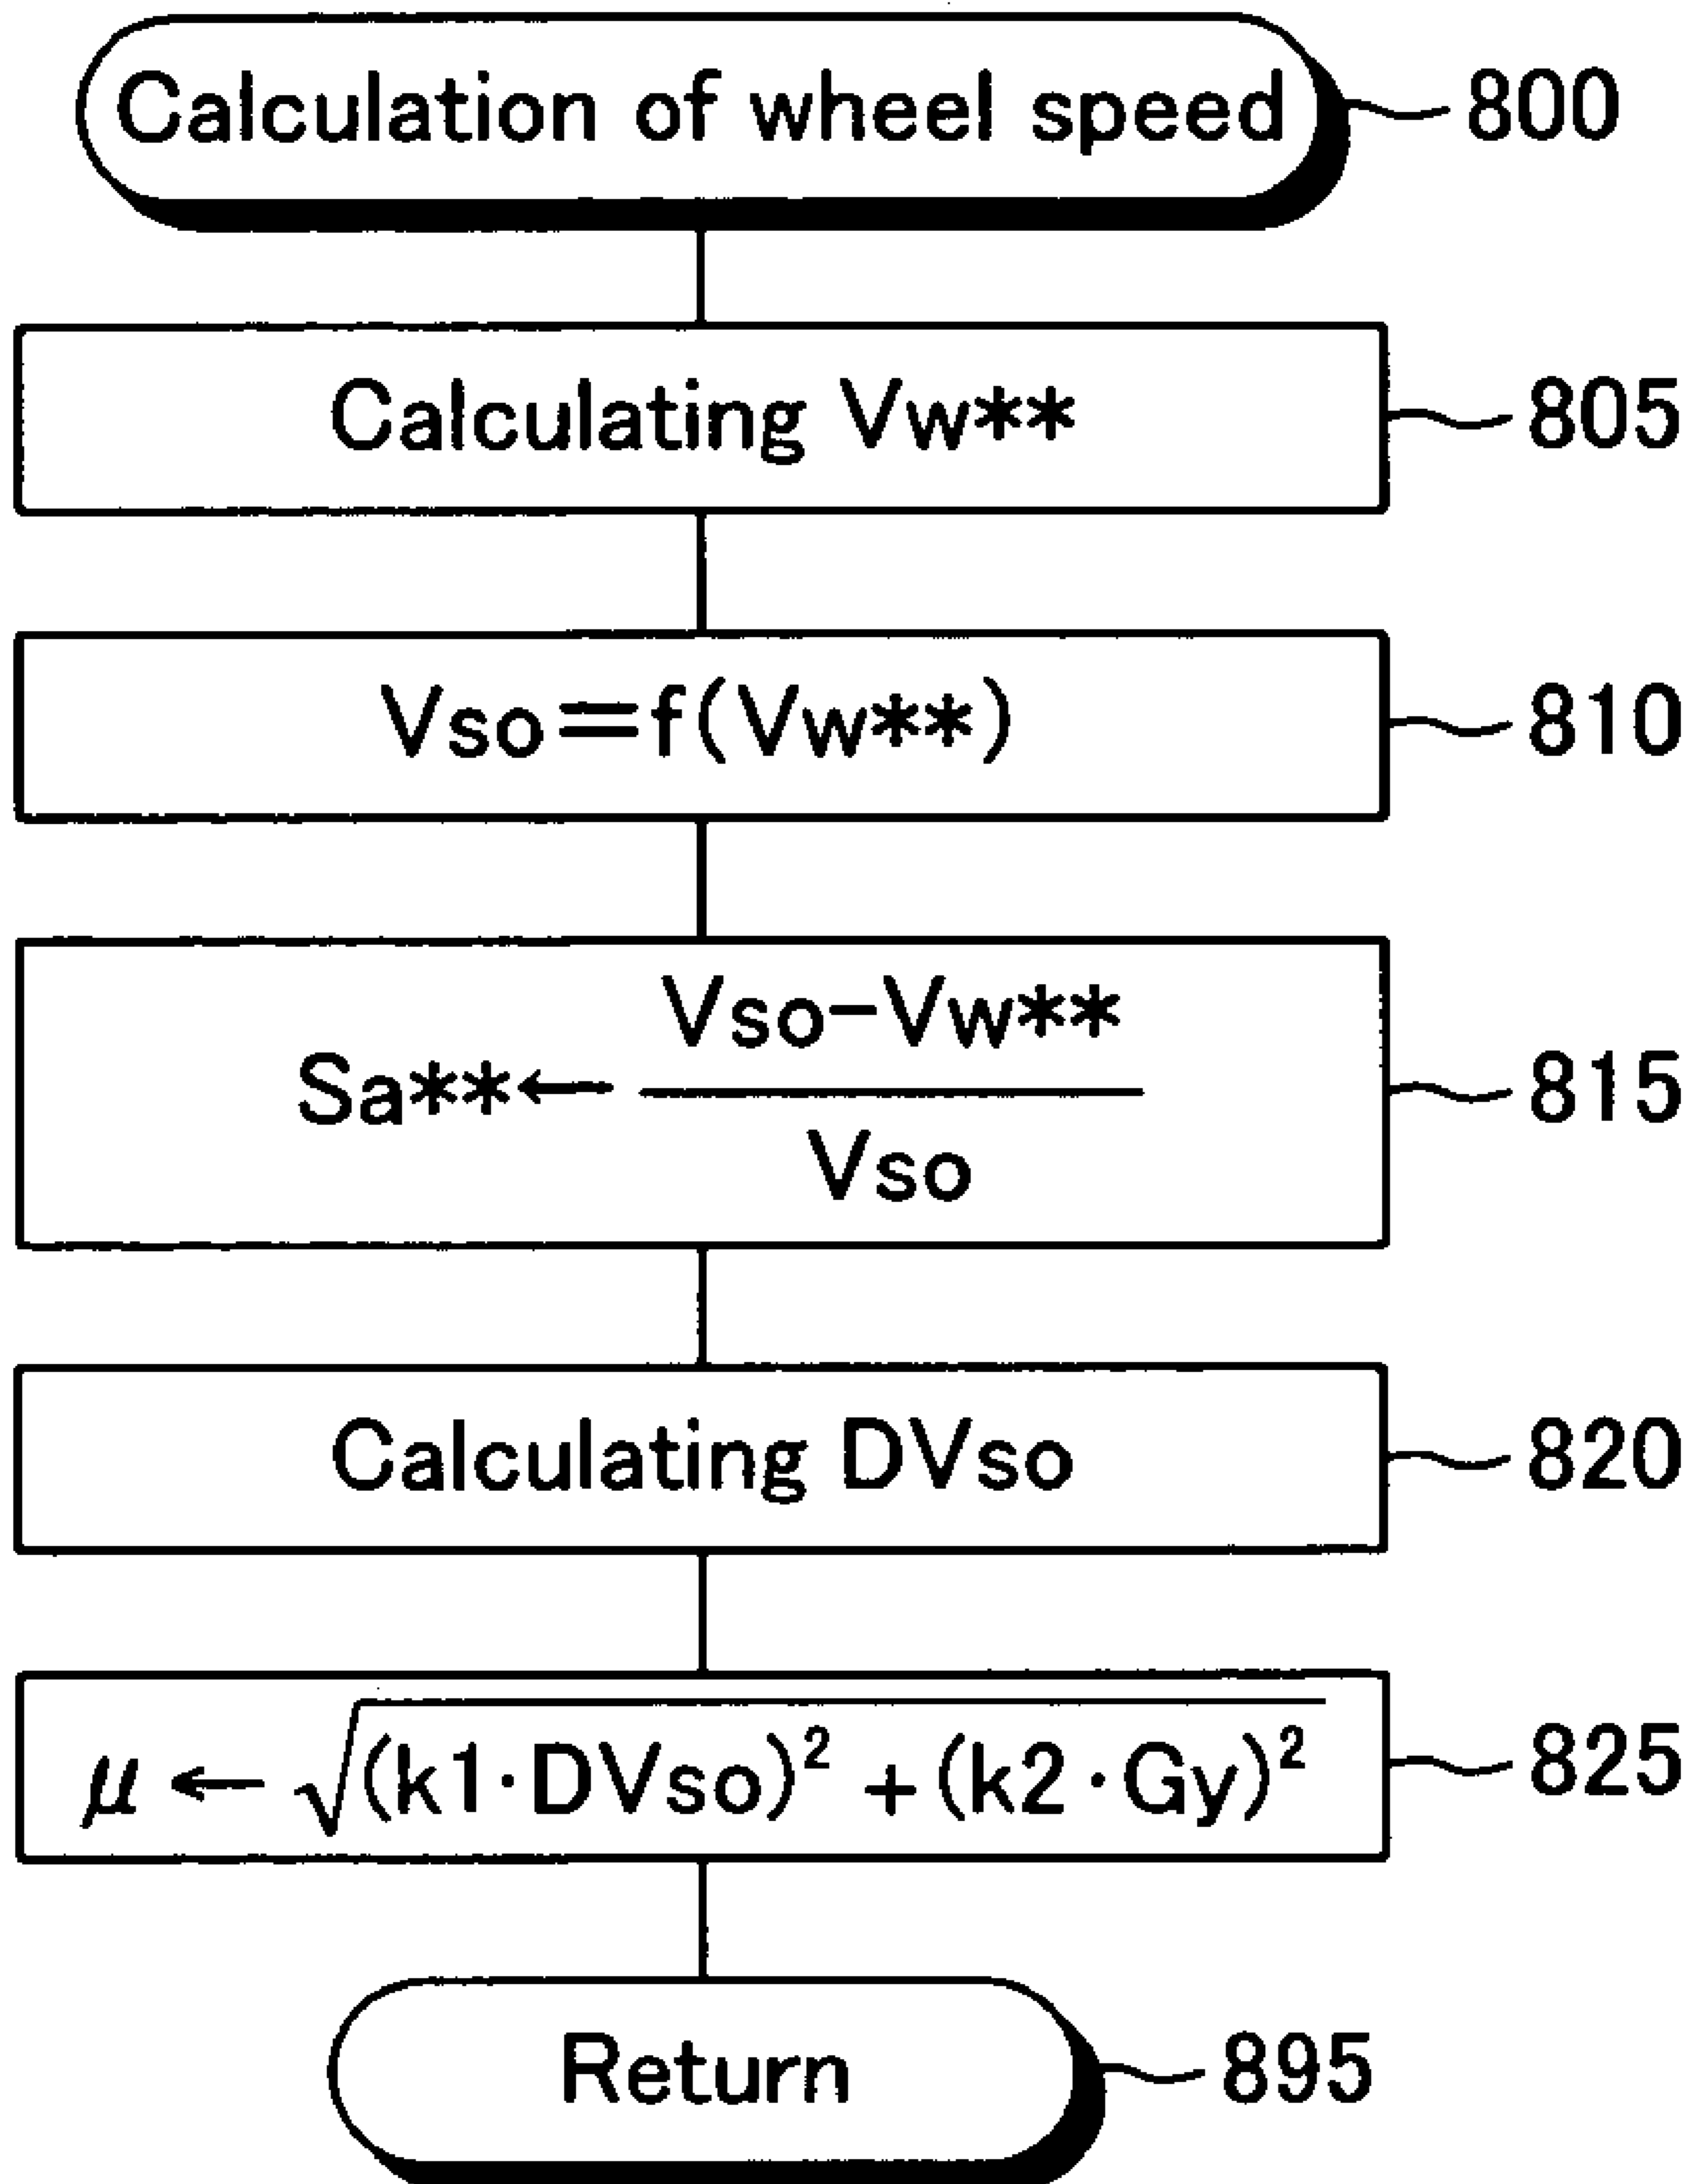 Calculation of wheel speed 800
Calculating Vw** 805
Vso=f(Vw**) 810
Vso-Vw**
Sa**← 815
Vso
Calculating DVso 820
μ←√(k1·DVso)² +(k2·Gy)² 825
Return 895